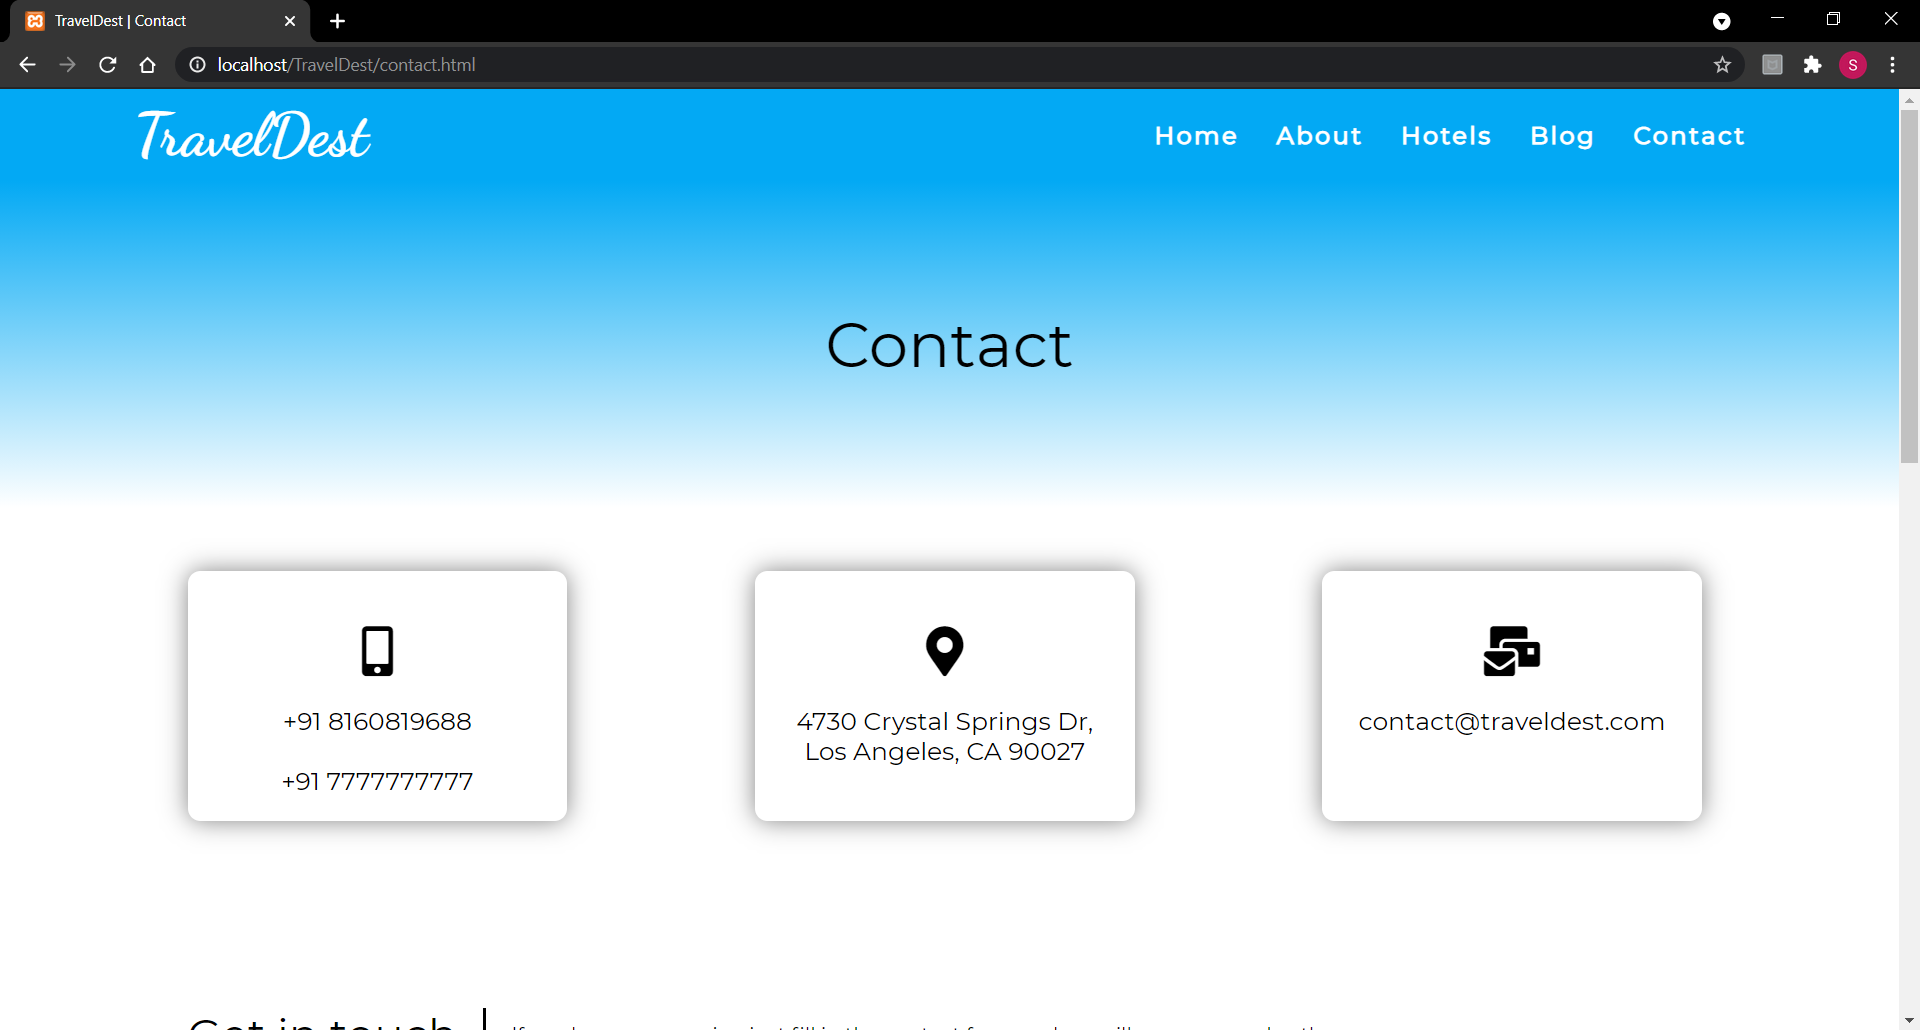 TravelDest | Contact
localhost/TravelDest/contact.html
S
TravelDest
Home About Hotels Blog Contact
Contact
+91 8160819688
+91 7777777777
4730 Crystal Springs Dr,
Los Angeles, CA 90027
contact@traveldest.com
Get in touch